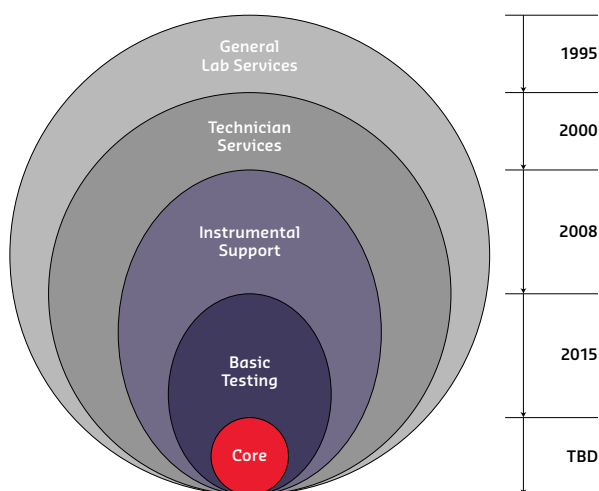 General
Lab Services
1995
Technician
Services
2000
Instrumental
Support
2008
Basic
Testing
2015
Core
TBD